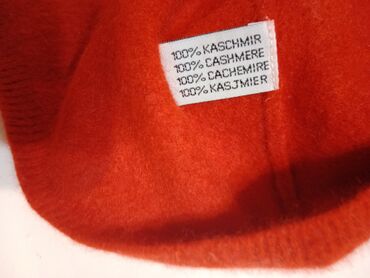 100% KASCHMIR
100% CASHMERE
100% CACHEMIRE
100% KASJMIER